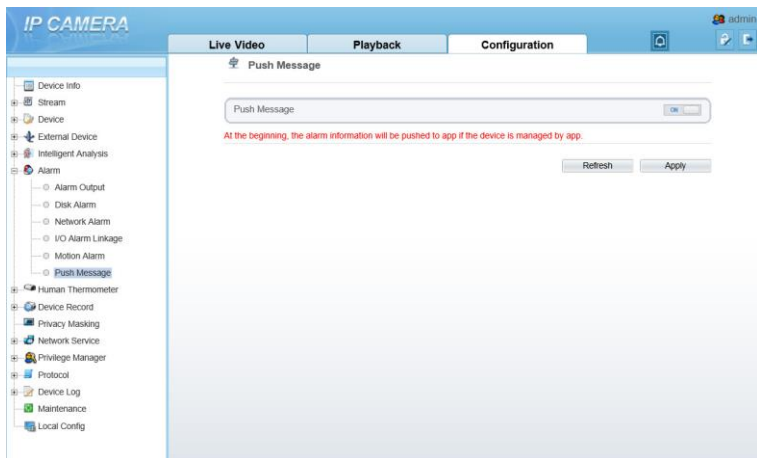 IP CAMERA
admin
Live Video Playback Configuration
Push Message
Device Info
Stream
Device
External Device
Intelligent Analysis
Alarm
Alarm Output
Disk Alarm
Network Alarm
I/O Alarm Linkage
Motion Alarm
Push Message
Human Thermometer
Device Record
Privacy Masking
Network Service
Privilege Manager
Protocol
Device Log
Maintenance
Local Config
Push Message ON
At the beginning, the alarm information will be pushed to app if the device is managed by app.
Refresh Apply